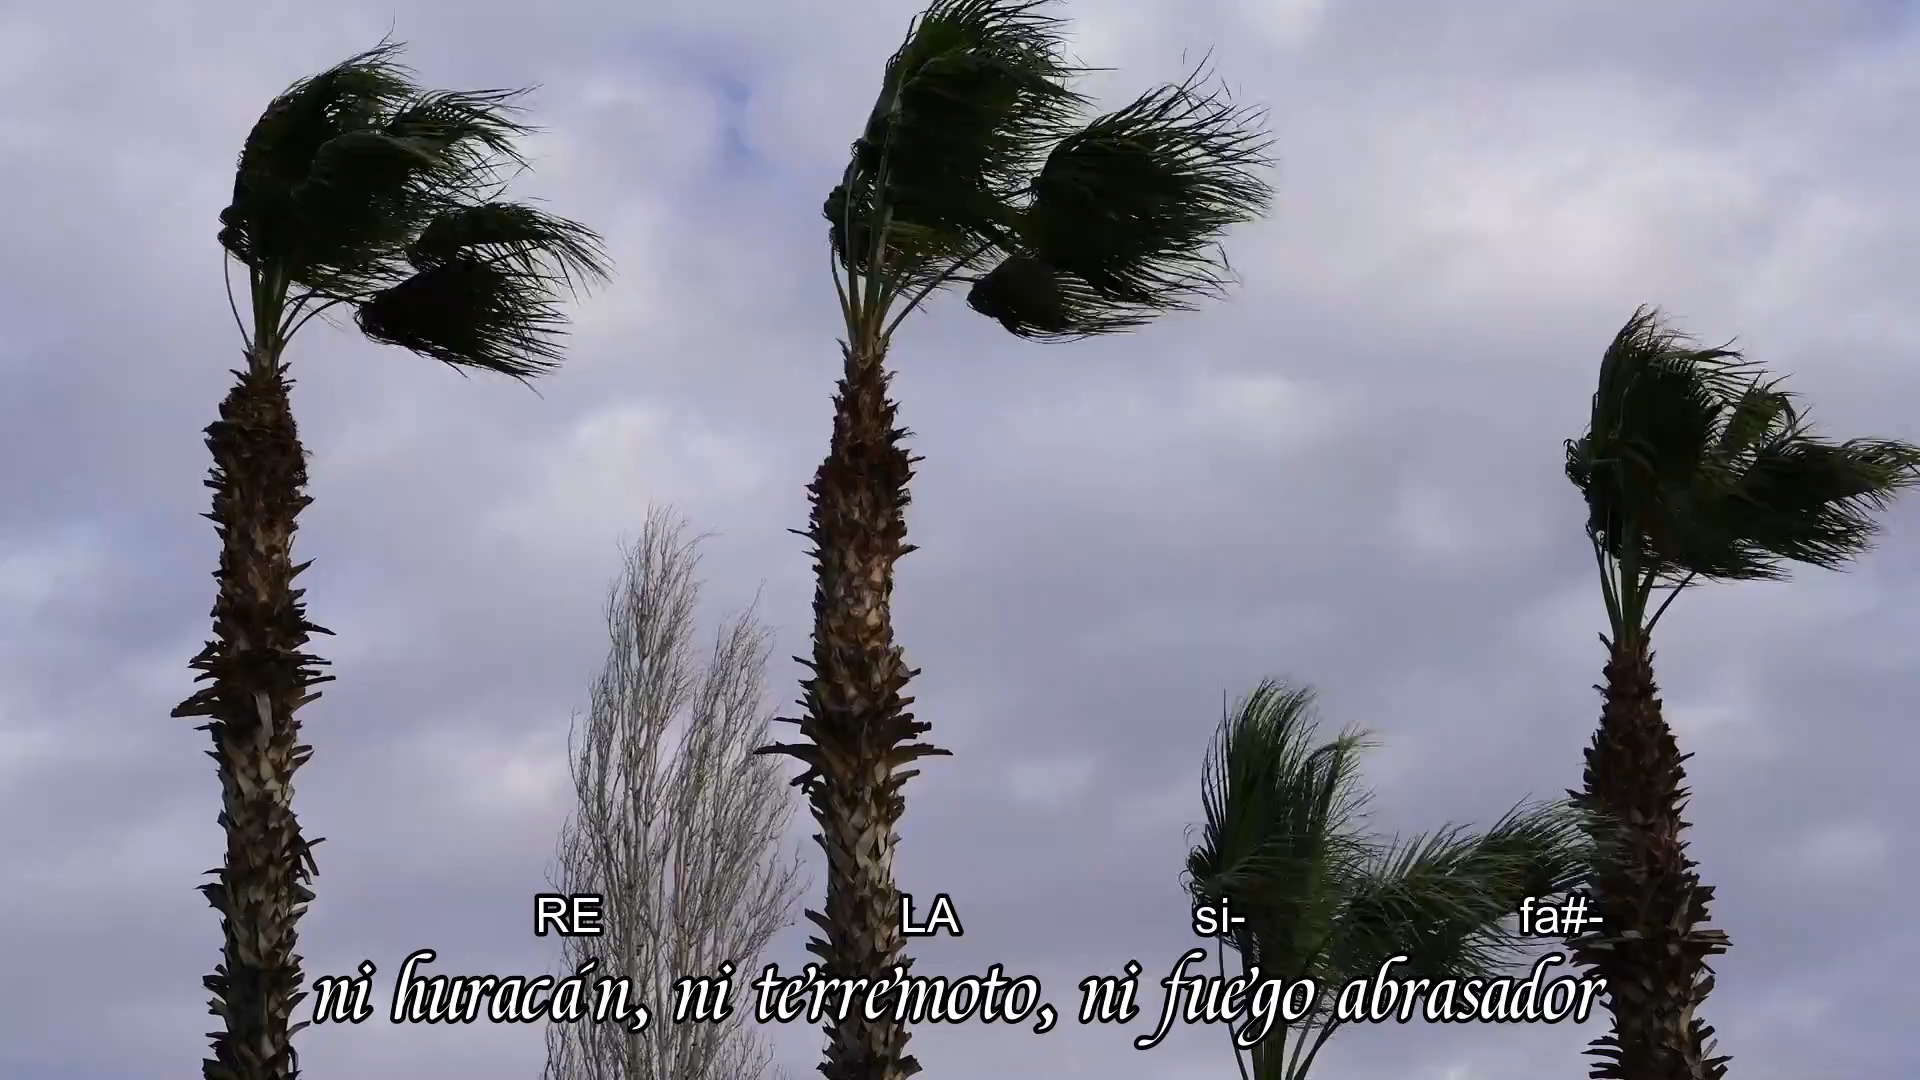 RE LA si- fa#-
ni huracán, ni terremoto, ni fuego abrasador